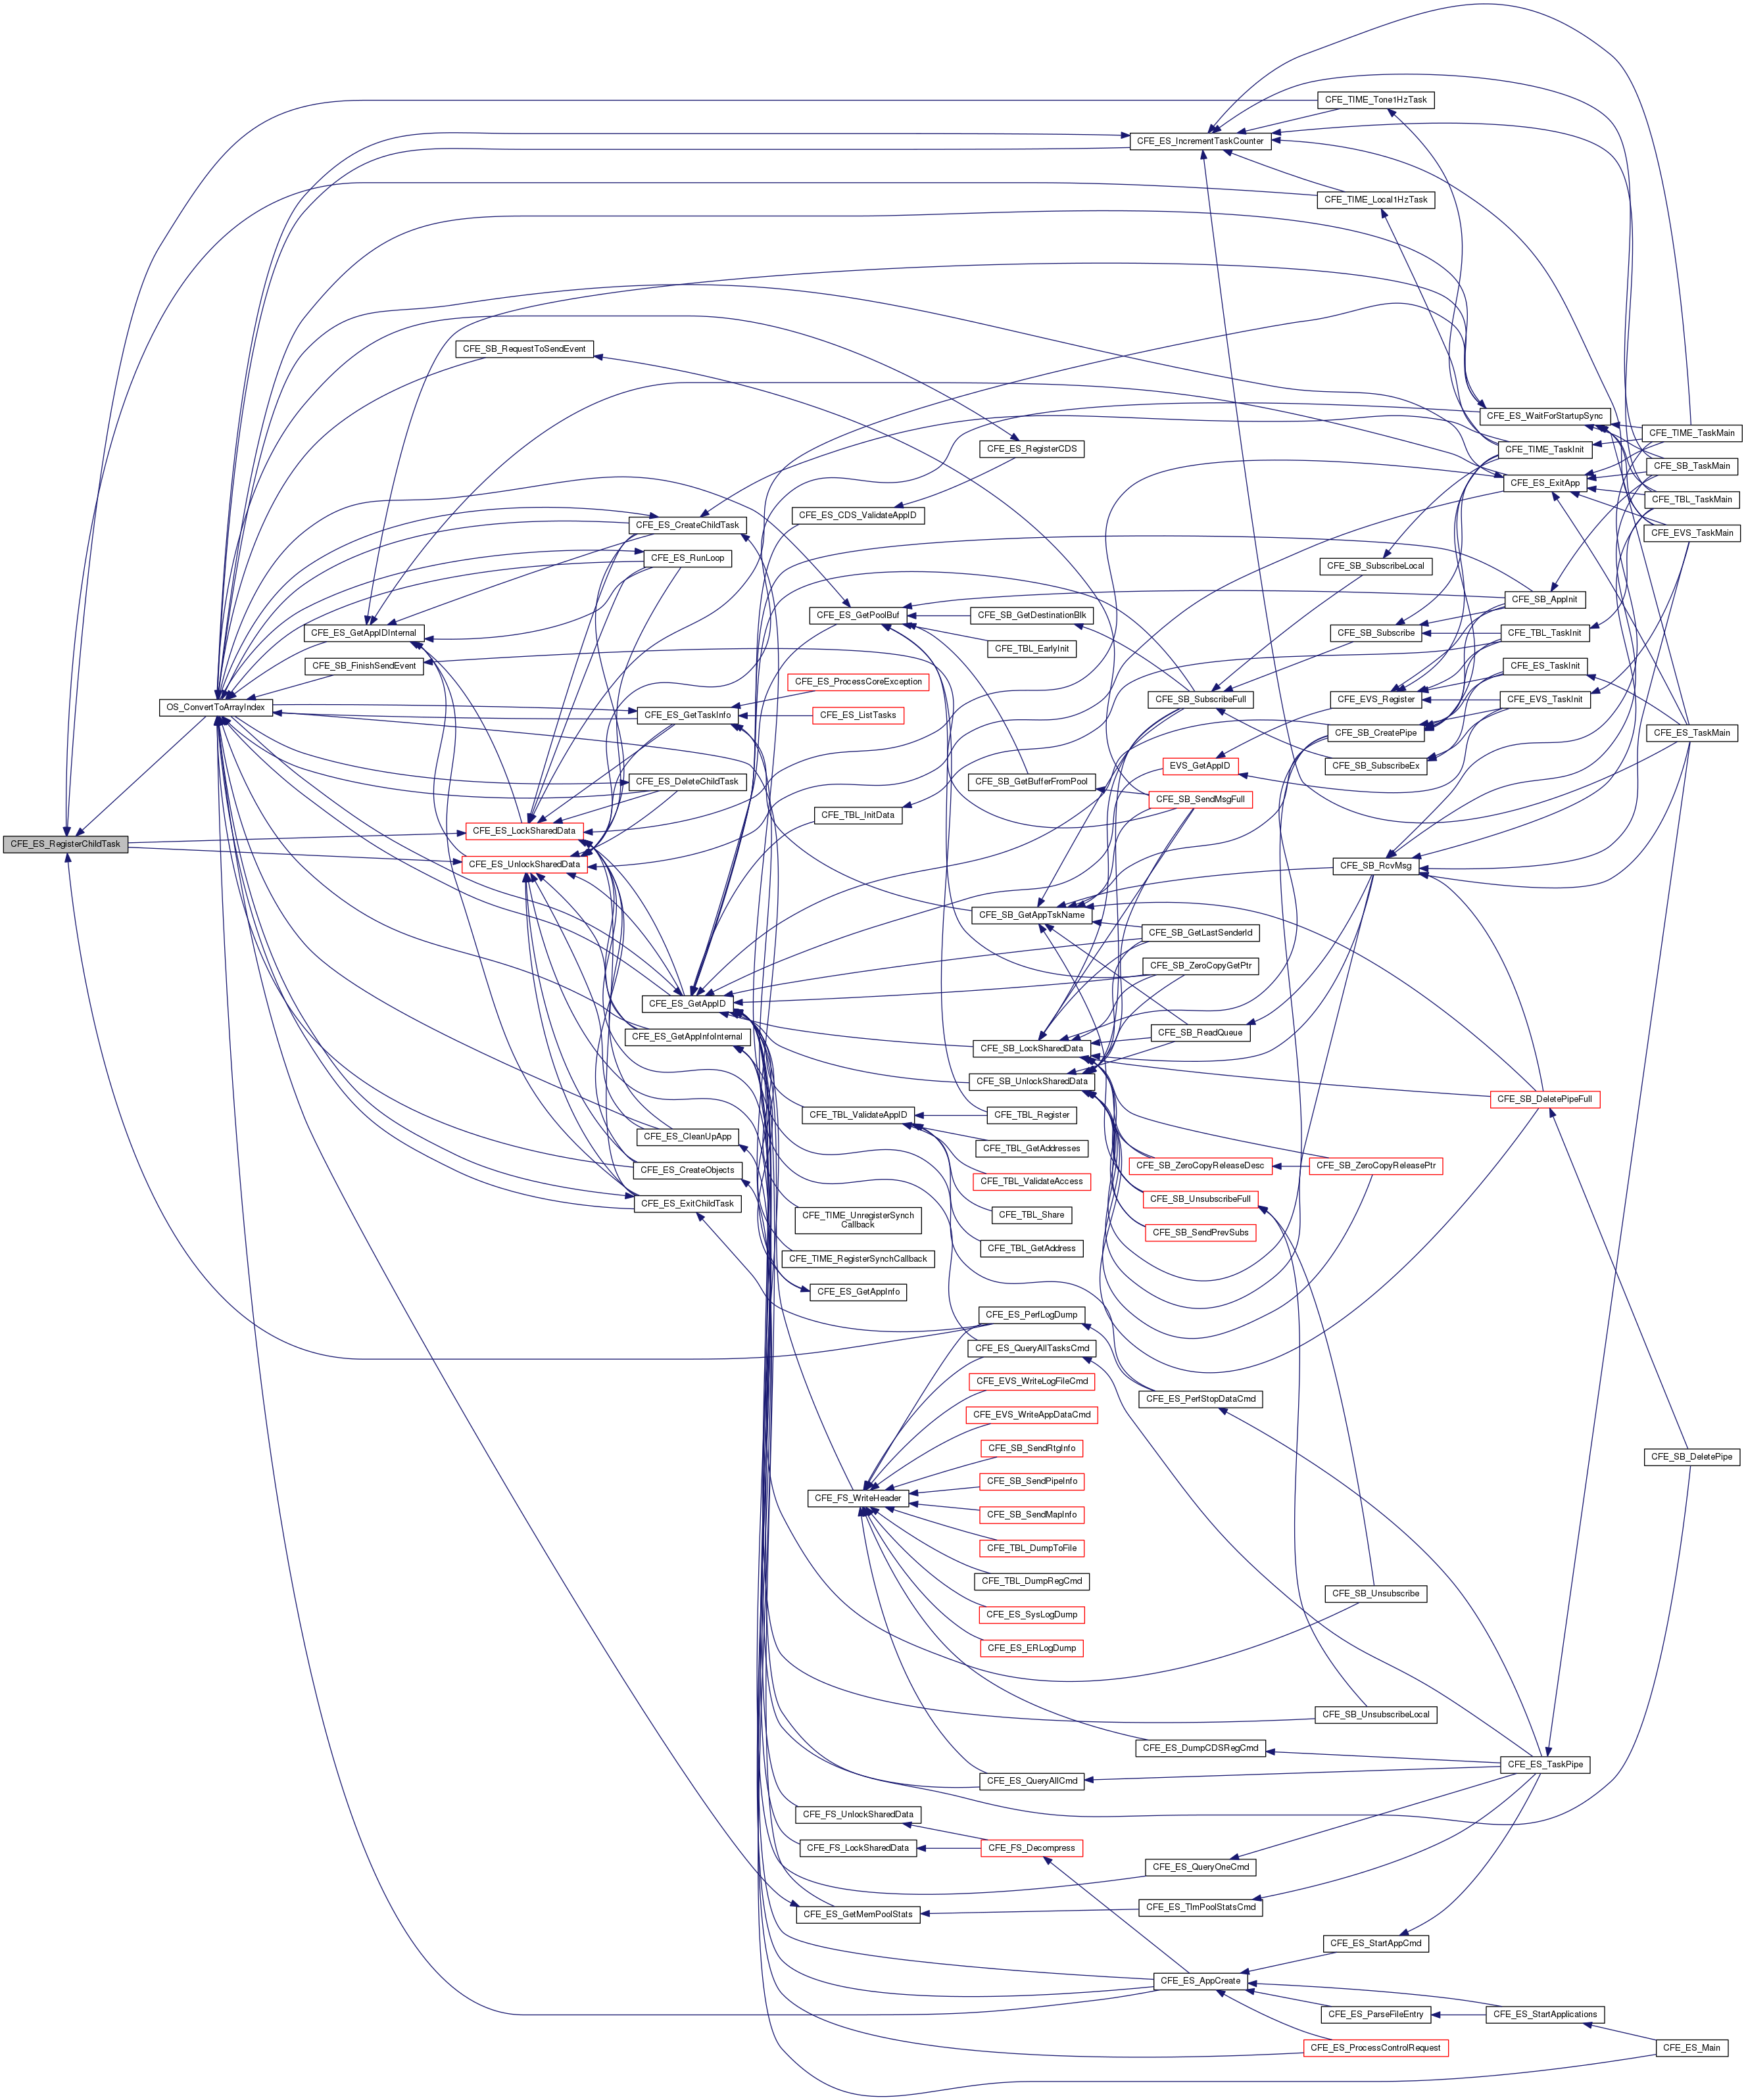 CFE_TIME_Tone1HzTask
CFE_ES_IncrementTaskCounter
CFE_TIME_Local1HzTask
CFE_SB_RequestToSendEvent
CFE_ES_WaitForStartupSync
CFE_TIME_TaskMain
CFE_ES_RegisterCDS
CFE_TIME_TaskInit
CFE_SB_TaskMain
CFE_ES_ExitApp
CFE_TBL_TaskMain
CFE_ES_CDS_ValidateAppID
CFE_ES_CreateChildTask
CFE_EVS_TaskMain
CFE_ES_RunLoop
CFE_SB_SubscribeLocal
CFE_SB_AppInit
CFE_ES_GetPoolBuf
CFE_SB_GetDestinationBlk
CFE_ES_GetAppIDInternal
CFE_SB_Subscribe
CFE_TBL_TaskInit
CFE_TBL_EarlyInit
CFE_SB_FinishSendEvent
CFE_ES_TaskInit
CFE_ES_ProcessCoreException
CFE_SB_SubscribeFull
CFE_EVS_Register
CFE_EVS_TaskInit
OS_ConvertToArrayIndex
CFE_ES_GetTaskInfo
CFE_ES_ListTasks
CFE_SB_CreatePipe
CFE_ES_TaskMain
EVS_GetAppID
CFE_SB_SubscribeEx
CFE_ES_DeleteChildTask
CFE_SB_GetBufferFromPool
CFE_SB_SendMsgFull
CFE_TBL_InitData
CFE_ES_LockSharedData
CFE_ES_RegisterChildTask
CFE_ES_UnlockSharedData
CFE_SB_RcvMsg
CFE_SB_GetAppTskName
CFE_SB_GetLastSenderId
CFE_SB_ZeroCopyGetPtr
CFE_ES_GetAppID
CFE_SB_ReadQueue
CFE_ES_GetAppInfoInternal
CFE_SB_LockSharedData
CFE_SB_UnlockSharedData
CFE_SB_DeletePipeFull
CFE_TBL_ValidateAppID
CFE_TBL_Register
CFE_ES_CleanUpApp
CFE_TBL_GetAddresses
CFE_SB_ZeroCopyReleaseDesc
CFE_SB_ZeroCopyReleasePtr
CFE_ES_CreateObjects
CFE_TBL_ValidateAccess
CFE_SB_UnsubscribeFull
CFE_ES_ExitChildTask
CFE_TIME_UnregisterSynch
Callback
CFE_TBL_Share
CFE_SB_SendPrevSubs
CFE_TBL_GetAddress
CFE_TIME_RegisterSynchCallback
CFE_ES_GetAppInfo
CFE_ES_PerfLogDump
CFE_ES_QueryAllTasksCmd
CFE_EVS_WriteLogFileCmd
CFE_ES_PerfStopDataCmd
CFE_EVS_WriteAppDataCmd
CFE_SB_SendRtgInfo
CFE_SB_DeletePipe
CFE_SB_SendPipeInfo
CFE_FS_WriteHeader
CFE_SB_SendMapInfo
CFE_TBL_DumpToFile
CFE_TBL_DumpRegCmd
CFE_SB_Unsubscribe
CFE_ES_SysLogDump
CFE_ES_ERLogDump
CFE_SB_UnsubscribeLocal
CFE_ES_DumpCDSRegCmd
CFE_ES_TaskPipe
CFE_ES_QueryAllCmd
CFE_FS_UnlockSharedData
CFE_FS_LockSharedData
CFE_FS_Decompress
CFE_ES_QueryOneCmd
CFE_ES_TlmPoolStatsCmd
CFE_ES_GetMemPoolStats
CFE_ES_StartAppCmd
CFE_ES_AppCreate
CFE_ES_ParseFileEntry
CFE_ES_StartApplications
CFE_ES_ProcessControlRequest
CFE_ES_Main